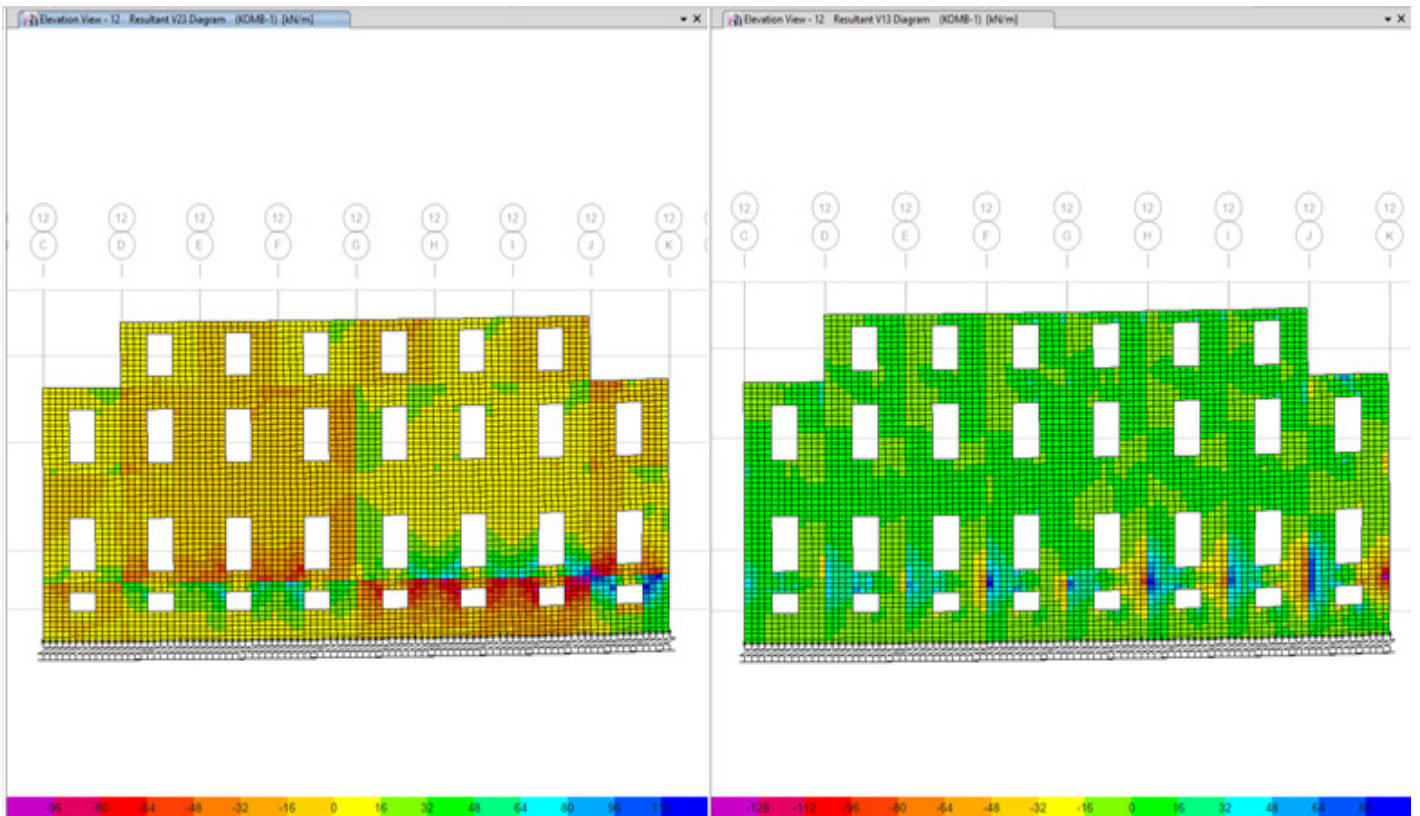 Elevation View - 12 Resultant V23 Diagram (KOMB-1) [kN/m]
Elevation View - 12 Resultant V13 Diagram (KOMB-1) [kN/m]
12 12 12 12 12 12 12 12 12
C D E F G H I J K
12 12 12 12 12 12 12 12 12
C D E F G H I J K
-96 -80 -64 -48 -32 -16 0 16 32 48 64 80 96
-128 -112 -96 -80 -64 -48 -32 -16 0 16 32 48 64